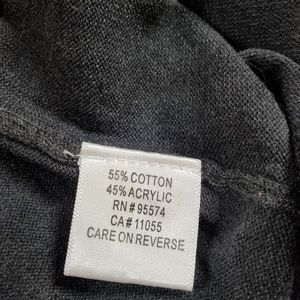 55% COTTON
45% ACRYLIC
RN# 95574
CA# 11055
CARE ON REVERSE